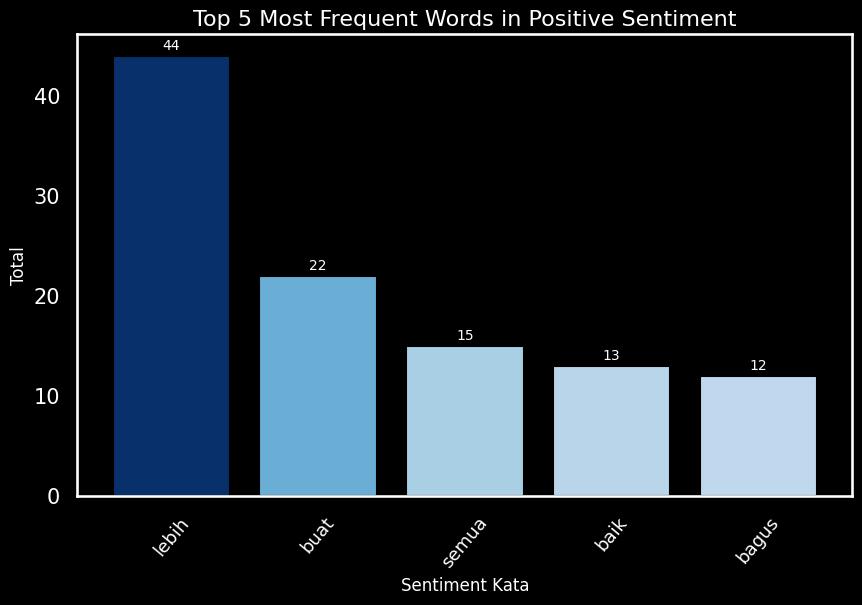 Top 5 Most Frequent Words in Positive Sentiment
44
22
15
13
12
40
30
20
10
0
Total
lebih
buat
semua
baik
bagus
Sentiment Kata